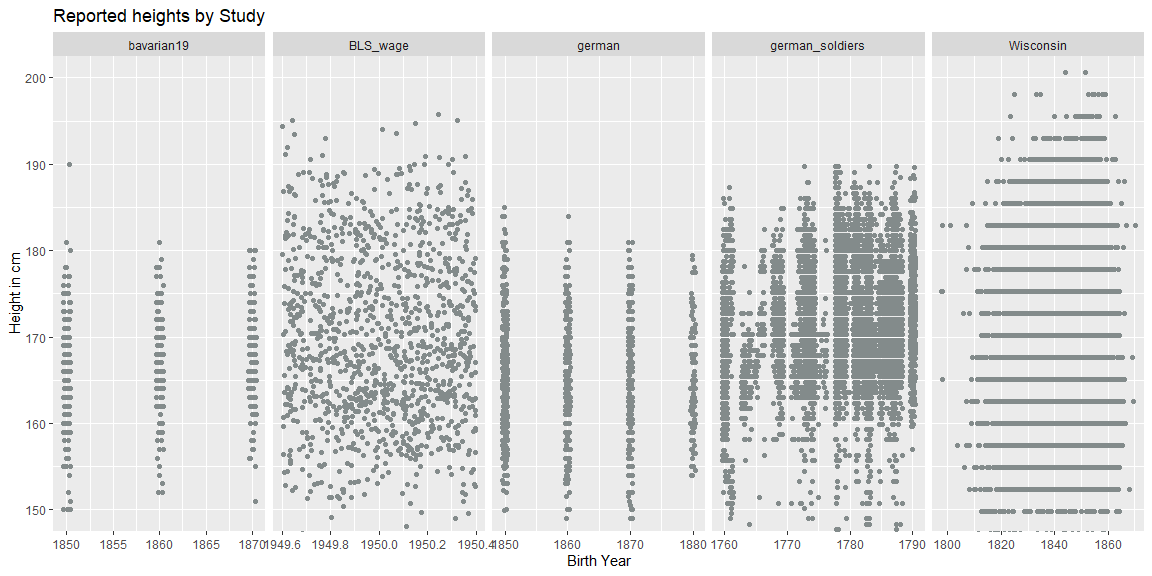 Reported heights by Study
bavarian19 BLS_wage german german_soldiers Wisconsin
200
190
180
170
160
150
Height in cm
1850 1855 1860 1865 1870 1949.6 1949.8 1950.0 1950.2 1950.4 1850 1860 1870 1880 1760 1770 1780 1790 1800 1820 1840 1860
Birth Year